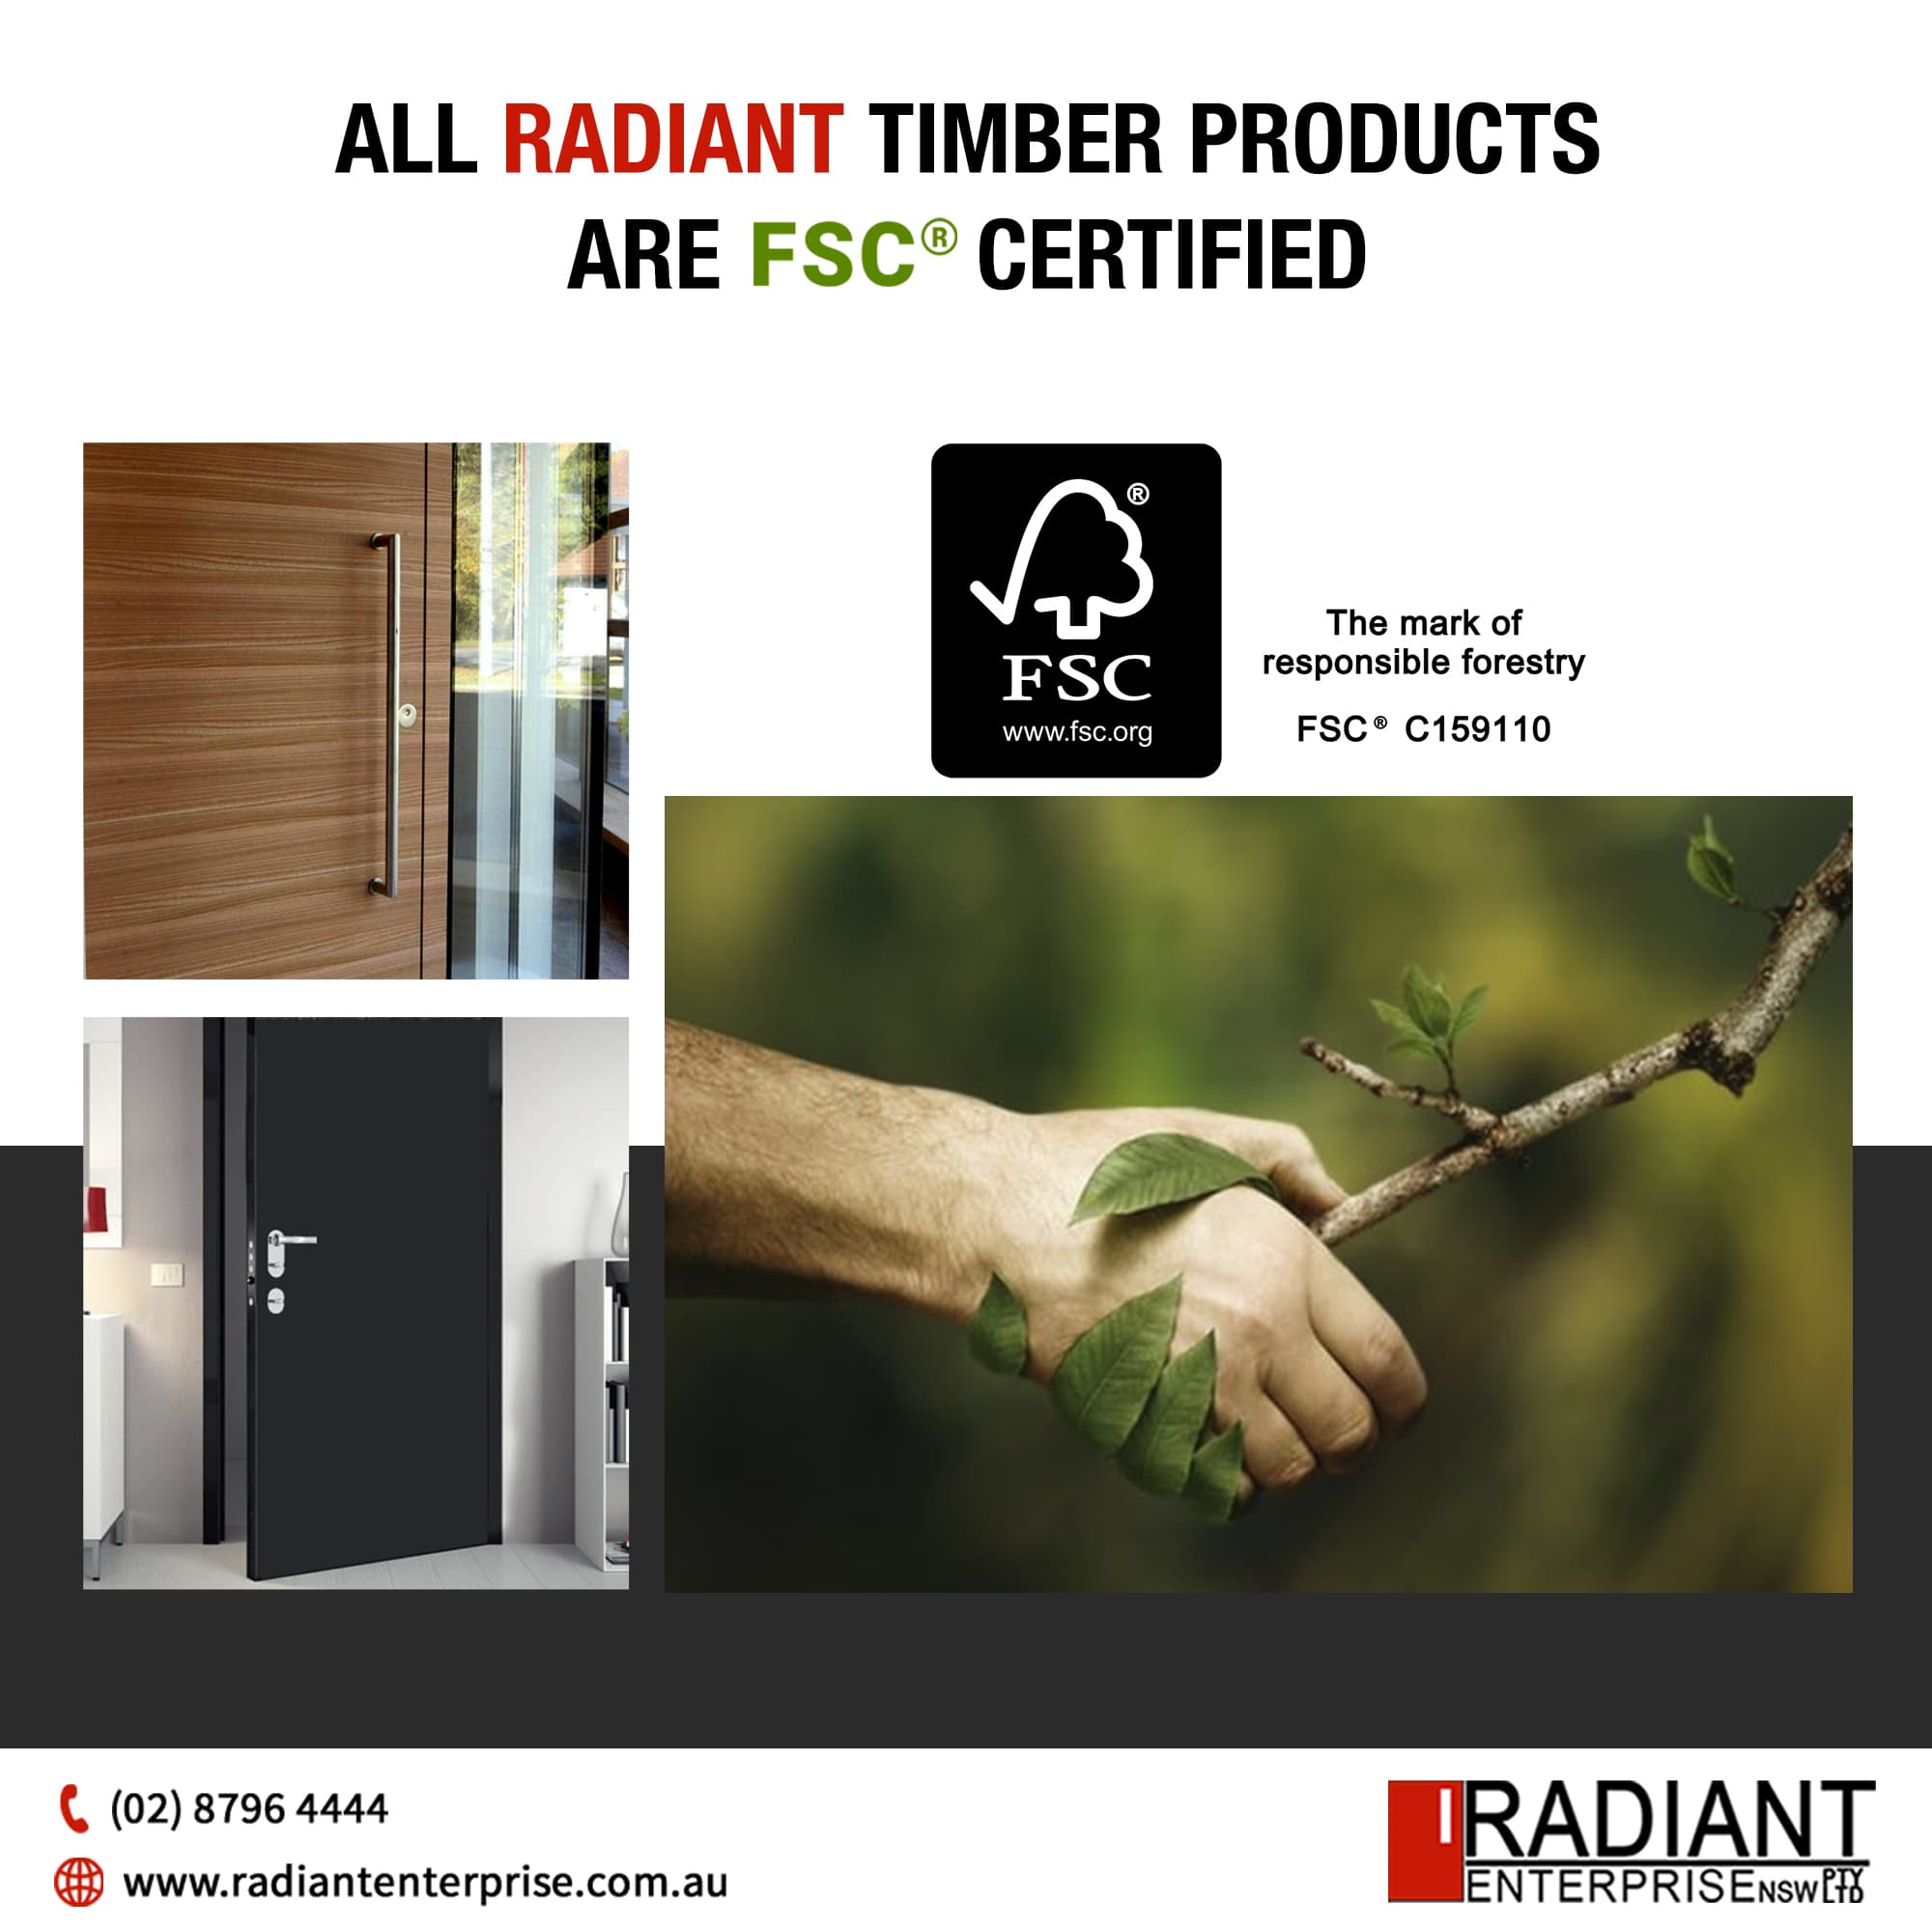 ALL RADIANT TIMBER PRODUCTS
ARE FSC® CERTIFIED
®
FSC
www.fsc.org
The mark of
responsible forestry
FSC® C159110
(02) 8796 4444
www.radiantenterprise.com.au
RADIANT
ENTERPRISE NSW PTY LTD